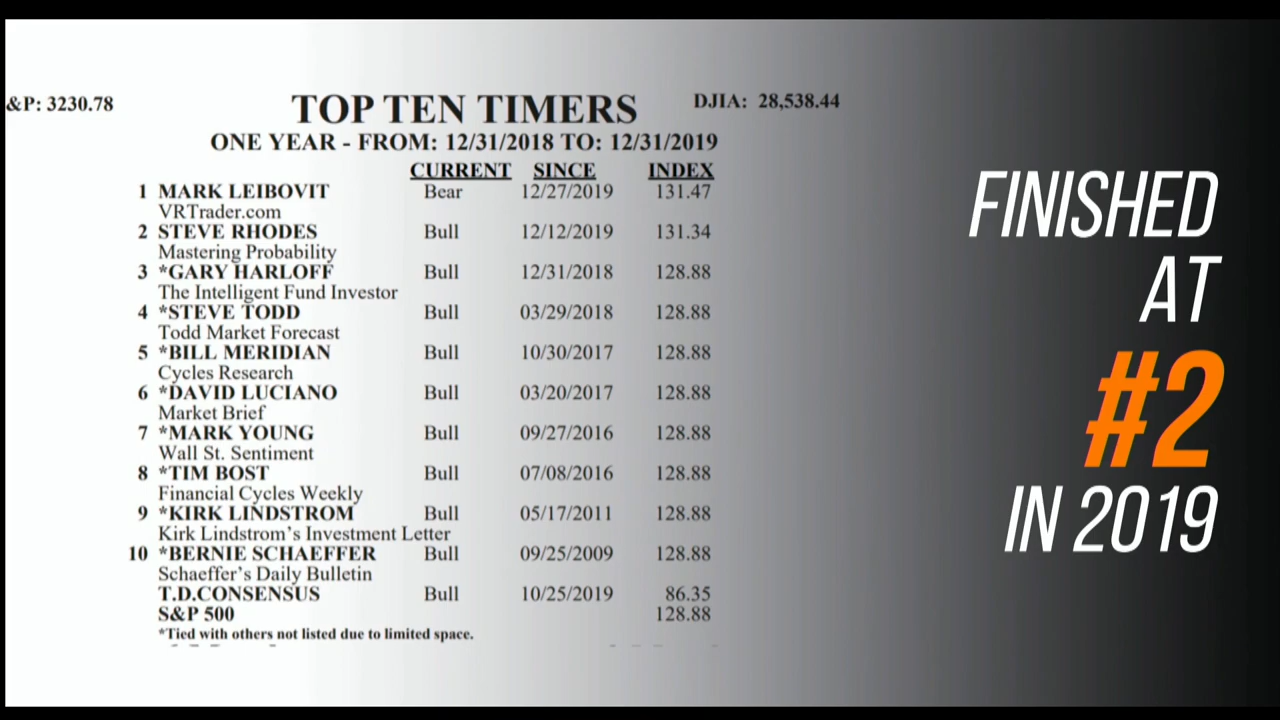 &P: 3230.78
TOP TEN TIMERS
DJIA: 28,538.44
ONE YEAR - FROM: 12/31/2018 TO: 12/31/2019
CURRENT SINCE INDEX
1 MARK LEIBOVIT Bear 12/27/2019 131.47
VRTrader.com
2 STEVE RHODES Bull 12/12/2019 131.34
Mastering Probability
3 *GARY HARLOFF Bull 12/31/2018 128.88
The Intelligent Fund Investor
4 *STEVE TODD Bull 03/29/2018 128.88
Todd Market Forecast
5 *BILL MERIDIAN Bull 10/30/2017 128.88
Cycles Research
6 *DAVID LUCIANO Bull 03/20/2017 128.88
Market Brief
7 *MARK YOUNG Bull 09/27/2016 128.88
Wall St. Sentiment
8 *TIM BOST Bull 07/08/2016 128.88
Financial Cycles Weekly
9 *KIRK LINDSTROM Bull 05/17/2011 128.88
Kirk Lindstrom's Investment Letter
10 *BERNIE SCHAEFFER Bull 09/25/2009 128.88
Schaeffer's Daily Bulletin
T.D.CONSENSUS Bull 10/25/2019 86.35
S&P 500 128.88
*Tied with others not listed due to limited space.
FINISHED
AT
#2
IN 2019